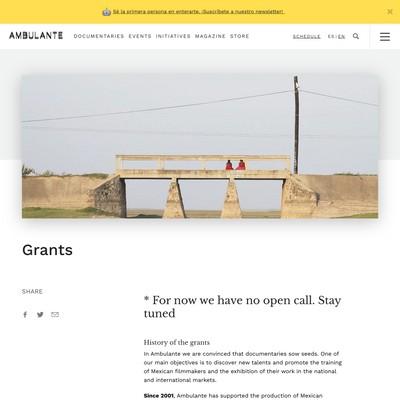 Sé la primera persona en enterarte. ¡Suscríbete a nuestro newsletter!
×
AMBULANTE DOCUMENTARIES EVENTS INITIATIVES MAGAZINE STORE SCHEDULE ES|EN
Grants
SHARE
* For now we have no open call. Stay
tuned
History of the grants
In Ambulante we are convinced that documentaries sow seeds. One of
our main objectives is to discover new talents and promote the training
of Mexican filmmakers and the exhibition of their work in the national
and international markets.
Since 2001, Ambulante has supported the production of Mexican